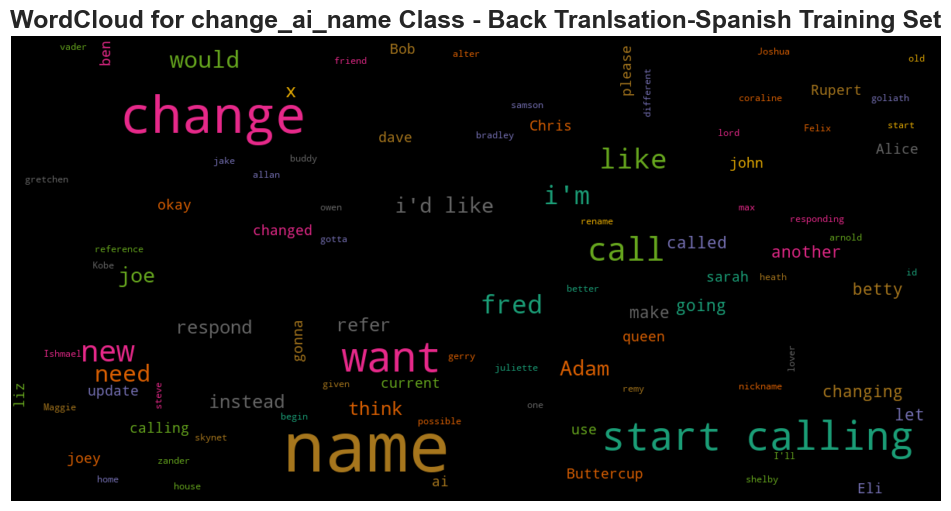 WordCloud for change_ai_name Class - Back Tranlsation-Spanish Training Set
vader
ben
would
friend
Bob
alter
please
different
Joshua
old
change
x
samson
coraline
Rupert
goliath
dave
bradley
Chris
lord
Felix
start
jake
buddy
allan
like
john
Alice
gretchen
okay
owen
i'd like
i'm
max
rename
responding
changed
gotta
reference
call
called
arnold
another
Kobe
joe
better
sarah
heath
id
betty
fred
make
going
respond
refer
gonna
queen
Ishmael
new
want
gerry
juliette
Adam
lover
need
given
current
remy
nickname
changing
liz
update
steve
Maggie
instead
think
one
begin
possible
let
calling
skynet
name
use
start calling
joey
zander
I'll
home
house
ai
Buttercup
shelby
Eli